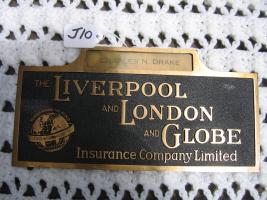 J10
CHARLES N. DRAKE
THE LIVERPOOL
AND LONDON
AND GLOBE
Insurance Company Limited